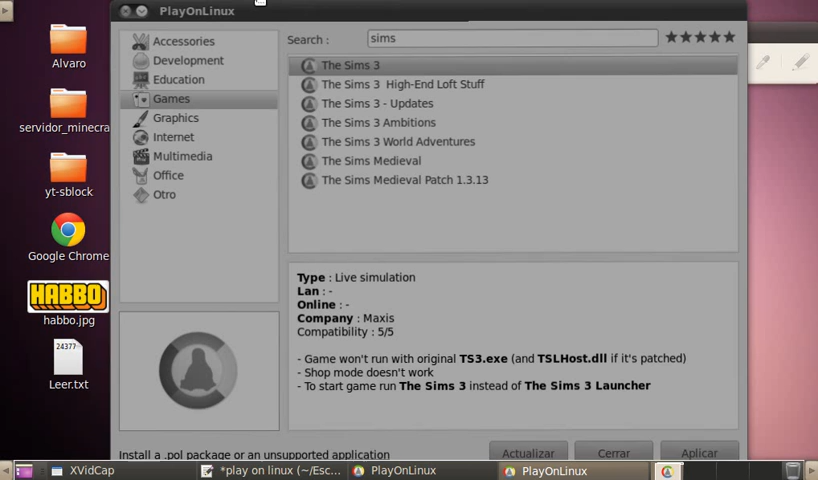 PlayOnLinux
Alvaro
servidor_minecra
yt-sblock
Google Chrome
HABBO
habbo.jpg
24377
Leer.txt
Accessories
Development
Education
Games
Graphics
Internet
Multimedia
Office
Otro
Search :
sims
The Sims 3
The Sims 3 High-End Loft Stuff
The Sims 3 - Updates
The Sims 3 Ambitions
The Sims 3 World Adventures
The Sims Medieval
The Sims Medieval Patch 1.3.13
Type : Live simulation
Lan : -
Online : -
Company : Maxis
Compatibility : 5/5
- Game won't run with original TS3.exe (and TSLHost.dll if it's patched)
- Shop mode doesn't work
- To start game run The Sims 3 instead of The Sims 3 Launcher
Install a .pol package or an unsupported application
Actualizar
Cerrar
Aplicar
XVidCap
*play on linux (~/Esc...
PlayOnLinux
PlayOnLinux